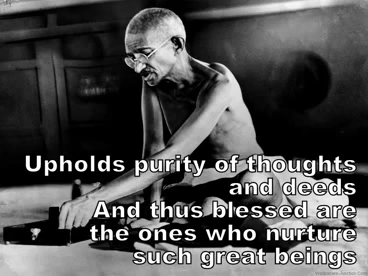 Upholds purity of thoughts
and deeds
And thus blessed are
the ones who nurture
such great beings